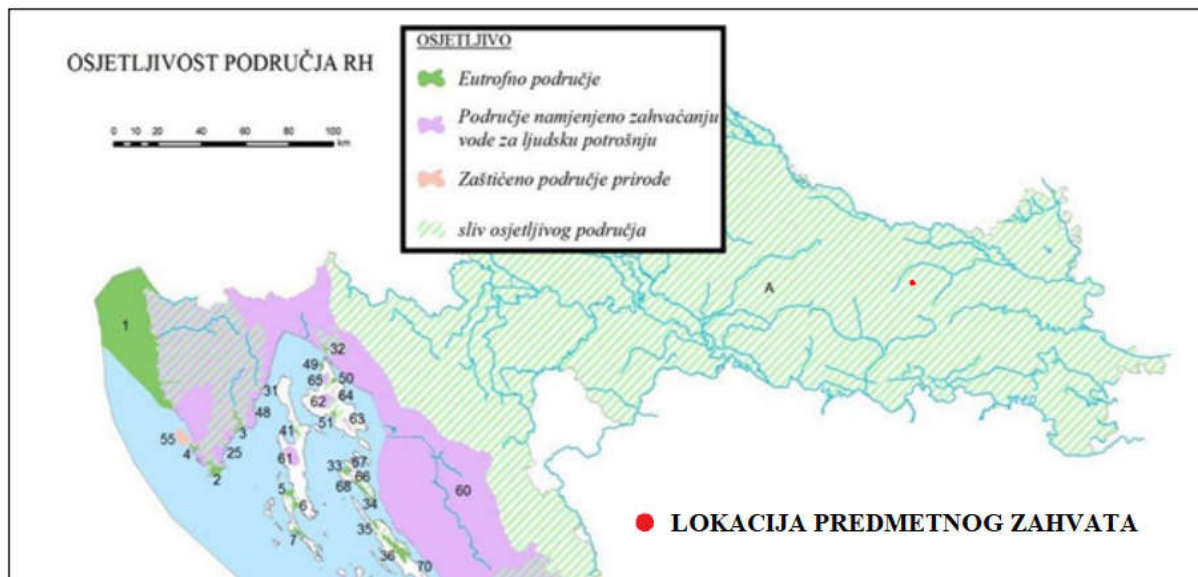 OSJETLJIVOST PODRUČJA RH
0 10 20 40 60 80 100
km
OSJETLJIVO
Eutrofno područje
Područje namjenjeno zahvaćanju
vode za ljudsku potrošnju
Zaštićeno područje prirode
sliv osjetljivog područja
A
1
32
49
65
50
31
64
62
48
51
63
3
41
55
4
25
61
2
67
33
66
60
68
5
34
6
35
7
36
70
LOKACIJA PREDMETNOG ZAHVATA